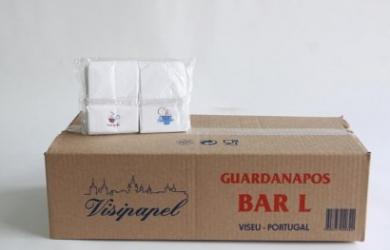 Visipapel
GUARDANAPOS
BAR L
VISEU - PORTUGAL